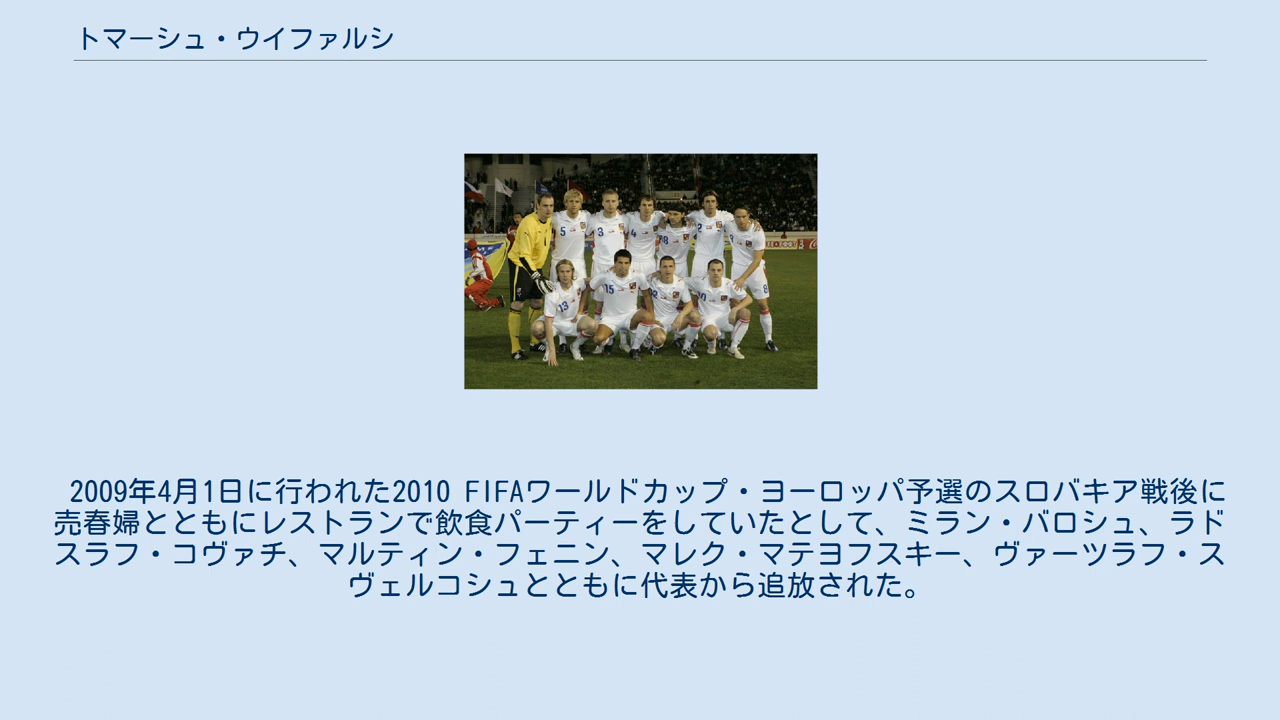 トマーシュ・ウイファルシ
2009年4月1日に行われた2010 FIFAワールドカップ・ヨーロッパ予選のスロバキア戦後に
売春婦とともにレストランで飲食パーティーをしていたとして、ミラン・バロシュ、ラド
スラフ・コヴァチ、マルティン・フェニン、マレク・マテヨフスキー、ヴァーツラフ・ス
ヴェルコシュとともに代表から追放された。